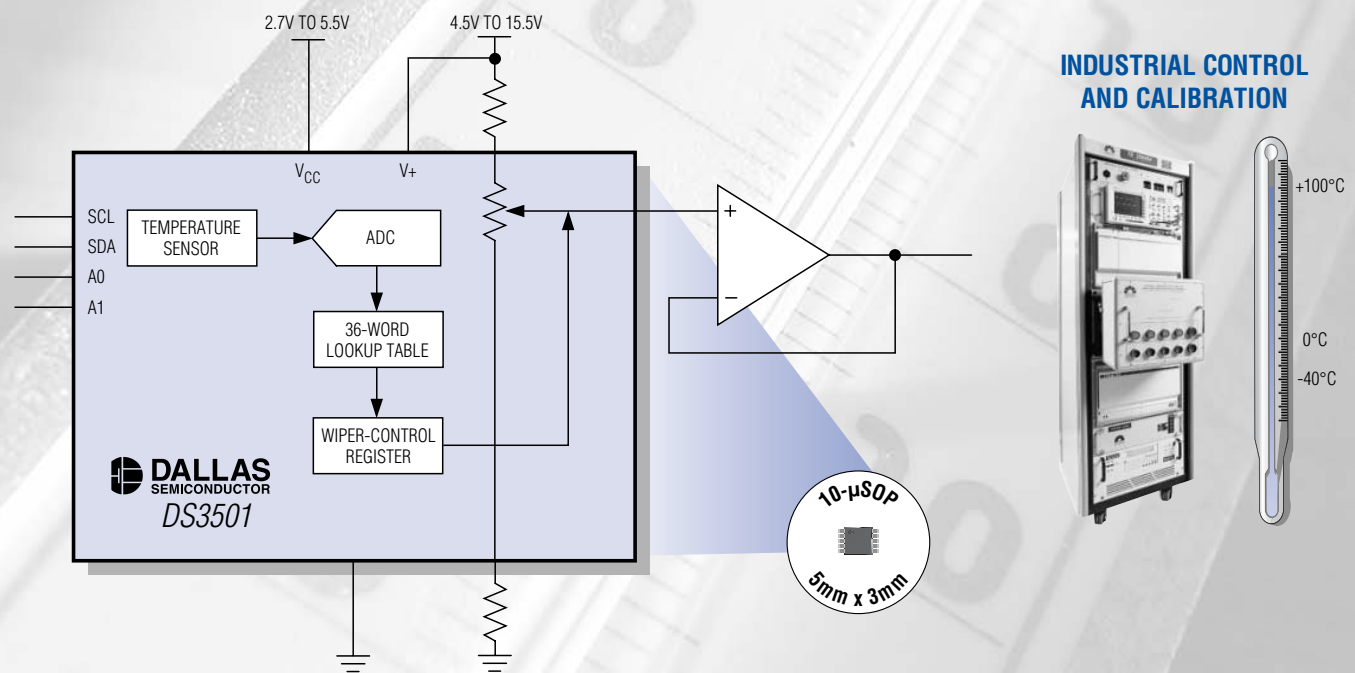 2.7V TO 5.5V
4.5V TO 15.5V
INDUSTRIAL CONTROL
AND CALIBRATION
VCC
V+
SCL
SDA
A0
A1
TEMPERATURE
SENSOR
ADC
36-WORD
LOOKUP TABLE
WIPER-CONTROL
REGISTER
DALLAS
SEMICONDUCTOR
DS3501
+
−
10-µSOP
5mm x 3mm
+100°C
0°C
-40°C